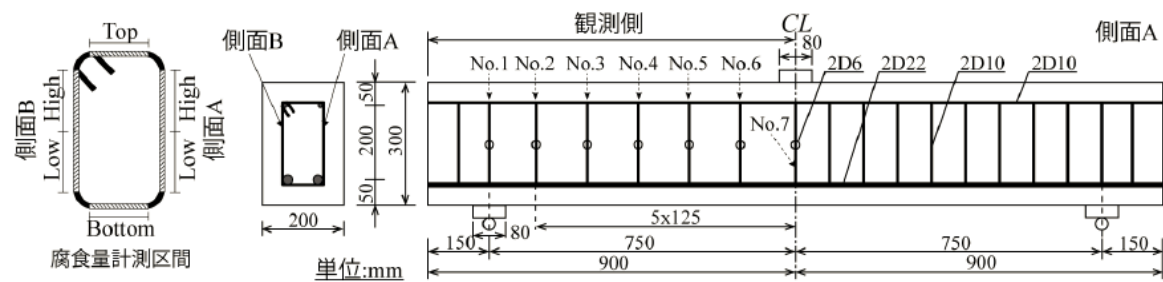 Top
側面B
High
Low
High
Low
側面A
Bottom
腐食量計測区間
側面B
側面A
50
200
50
300
200
単位:mm
観測側
CL
80
側面A
No.1 No.2 No.3 No.4 No.5 No.6
2D6 2D22 2D10 2D10
No.7
5x125
80
150 750 750 150
900 900